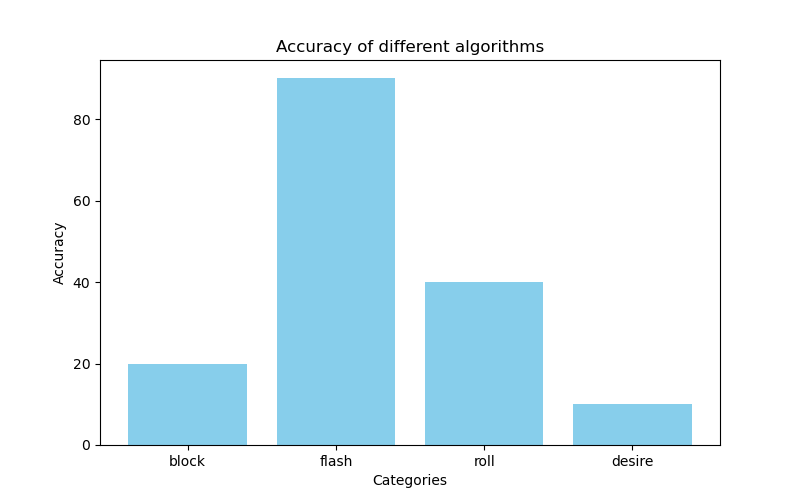 Accuracy of different algorithms
80
60
40
20
0
Accuracy
block flash roll desire
Categories